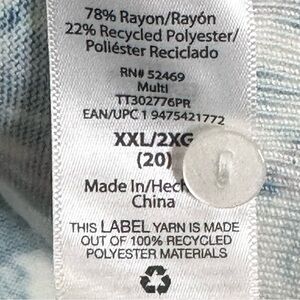 78% Rayon/Rayón
22% Recycled Polyester/
Poliéster Reciclado
RN# 52469
Multi
TT302776PR
EAN/UPC 1 9475421772
XXL/2XG
(20)
Made In/Hech
China
THIS LABEL YARN IS MADE
OUT OF 100% RECYCLED
POLYESTER MATERIALS